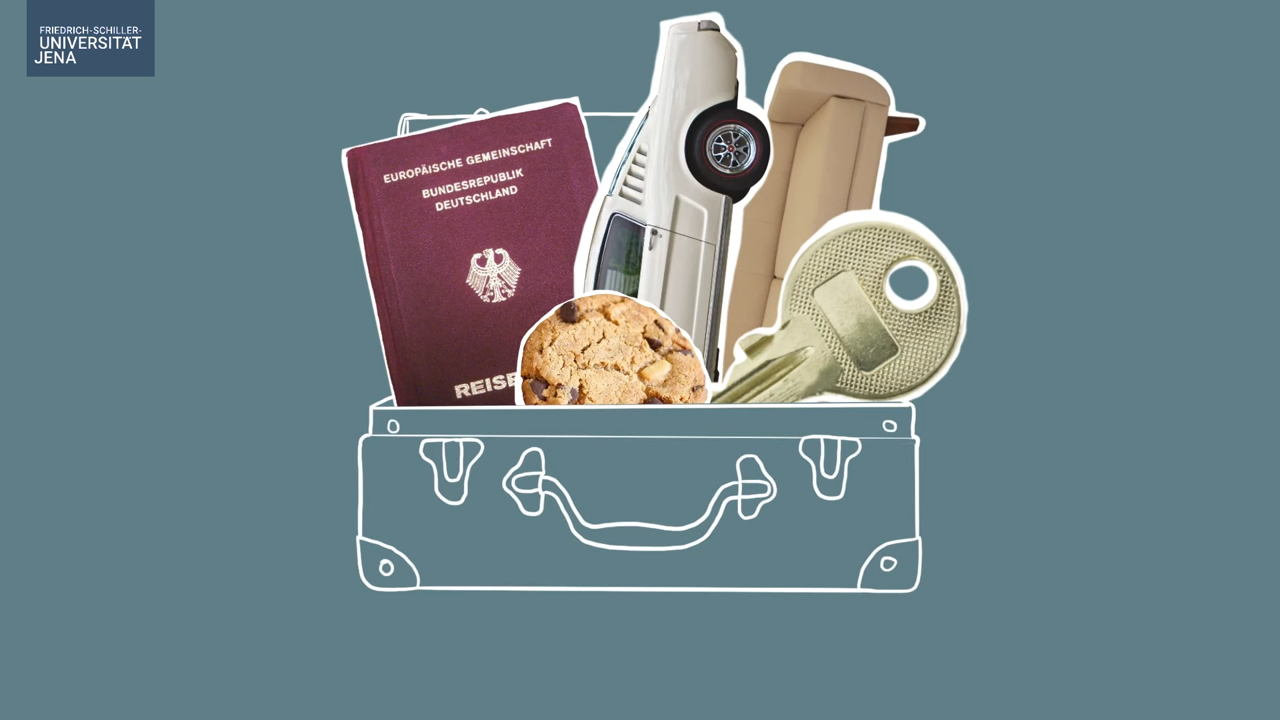 FRIEDRICH-SCHILLER-
UNIVERSITÄT
JENA
EUROPÄISCHE GEMEINSCHAFT
BUNDESREPUBLIK
DEUTSCHLAND
REISE